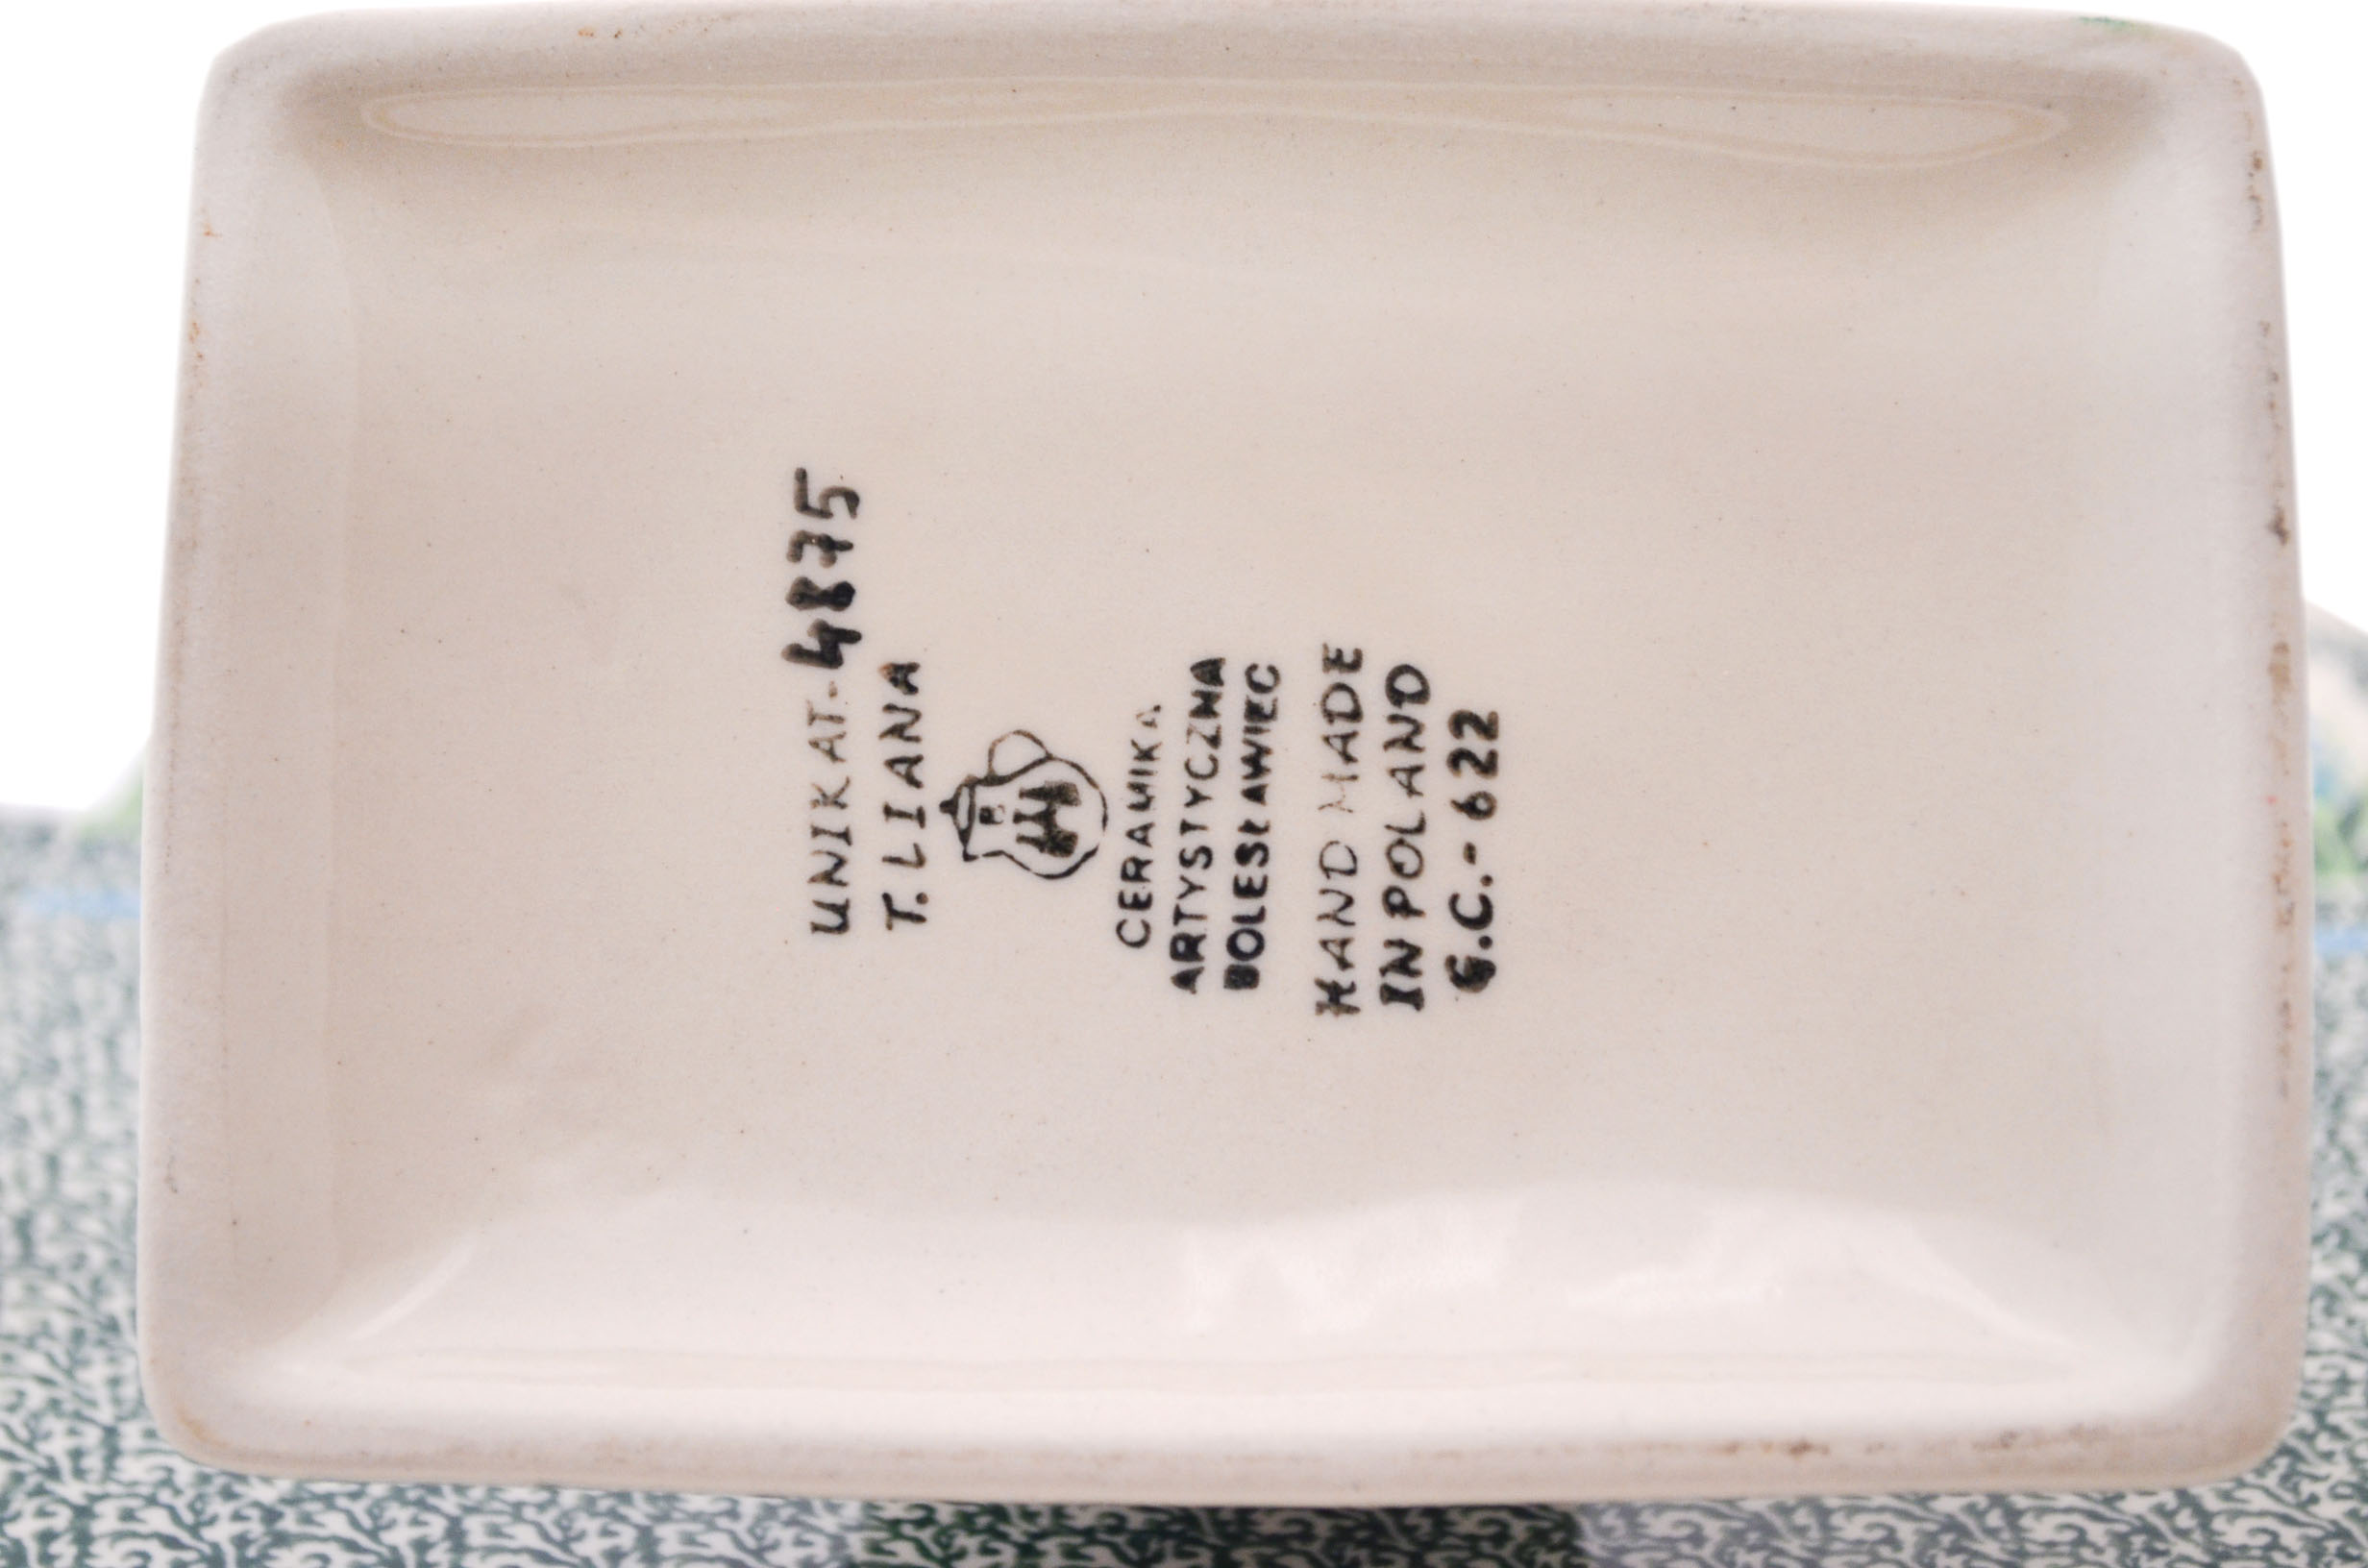 UNIKAT-4875
T.LIANA
CERAMIKA
ARTYSTYCZNA
BOLESŁAWIEC
HAND MADE
IN POLAND
G.C.-622